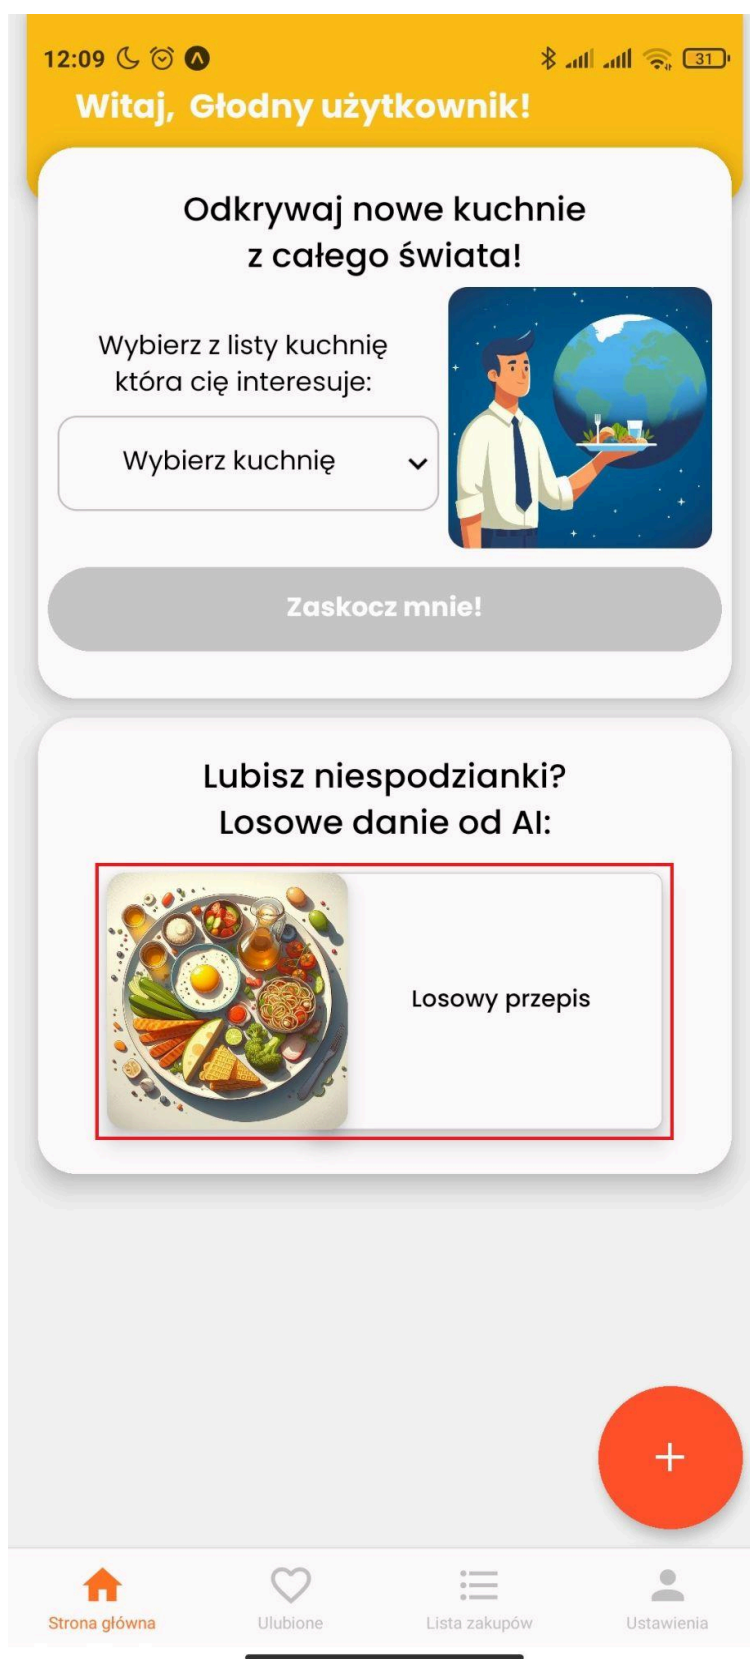 12:09
31
Witaj, Głodny użytkownik!
Odkrywaj nowe kuchnie
z całego świata!
Wybierz z listy kuchnię
która cię interesuje:
Wybierz kuchnię
Zaskocz mnie!
Lubisz niespodzianki?
Losowe danie od AI:
Losowy przepis
+
Strona główna
Ulubione
Lista zakupów
Ustawienia